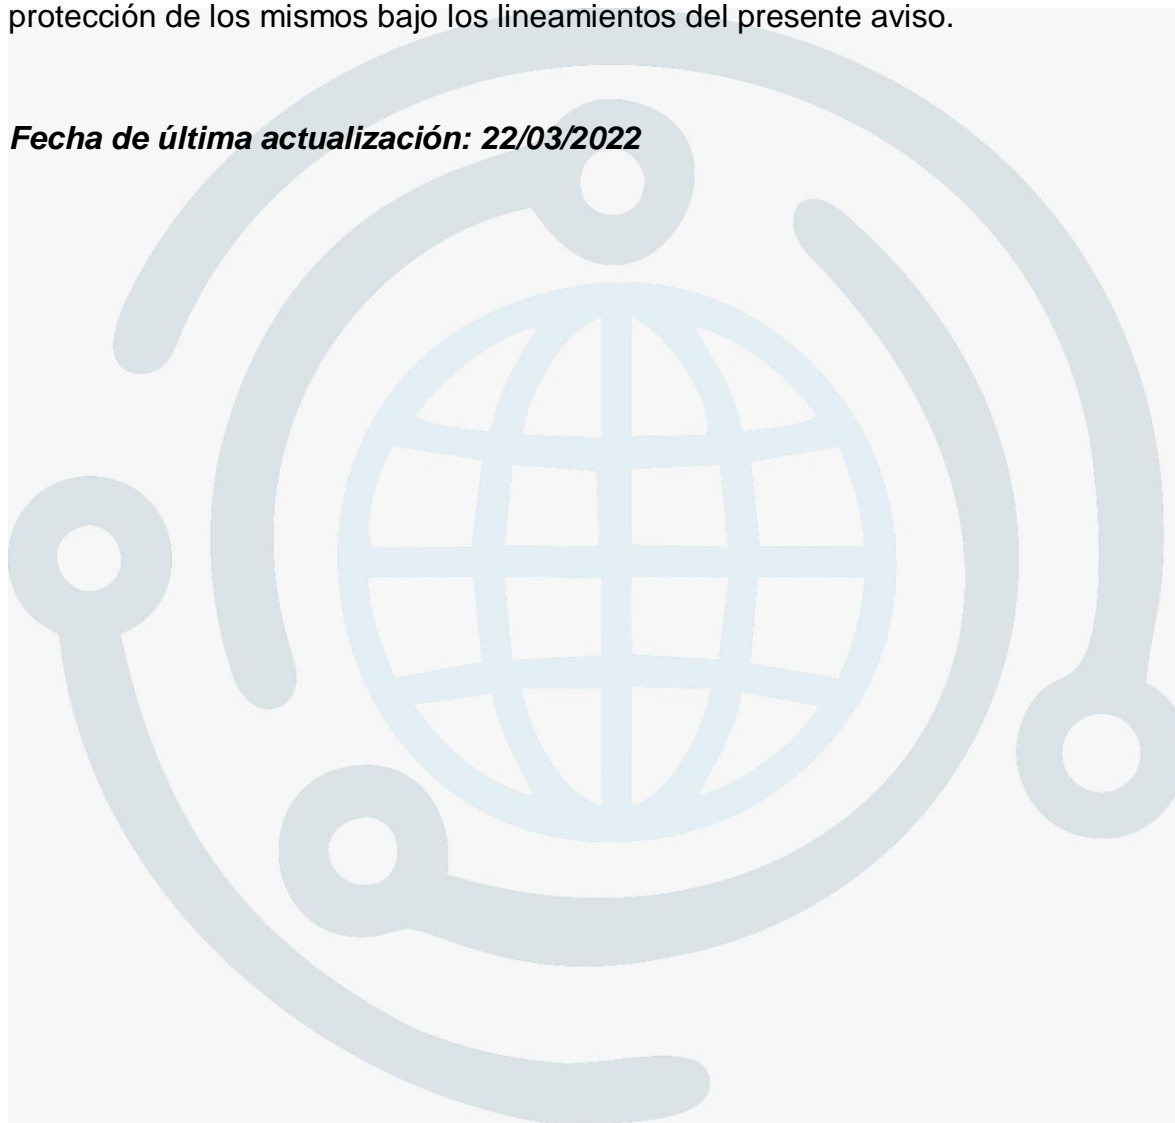 protección de los mismos bajo los lineamientos del presente aviso.
Fecha de última actualización: 22/03/2022